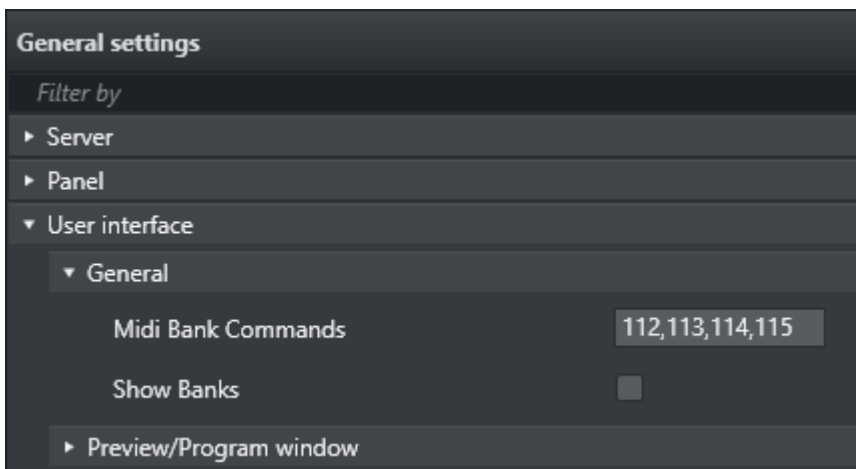 General settings
Filter by
Server
Panel
User interface
General
Midi Bank Commands 112,113,114,115
Show Banks
Preview/Program window